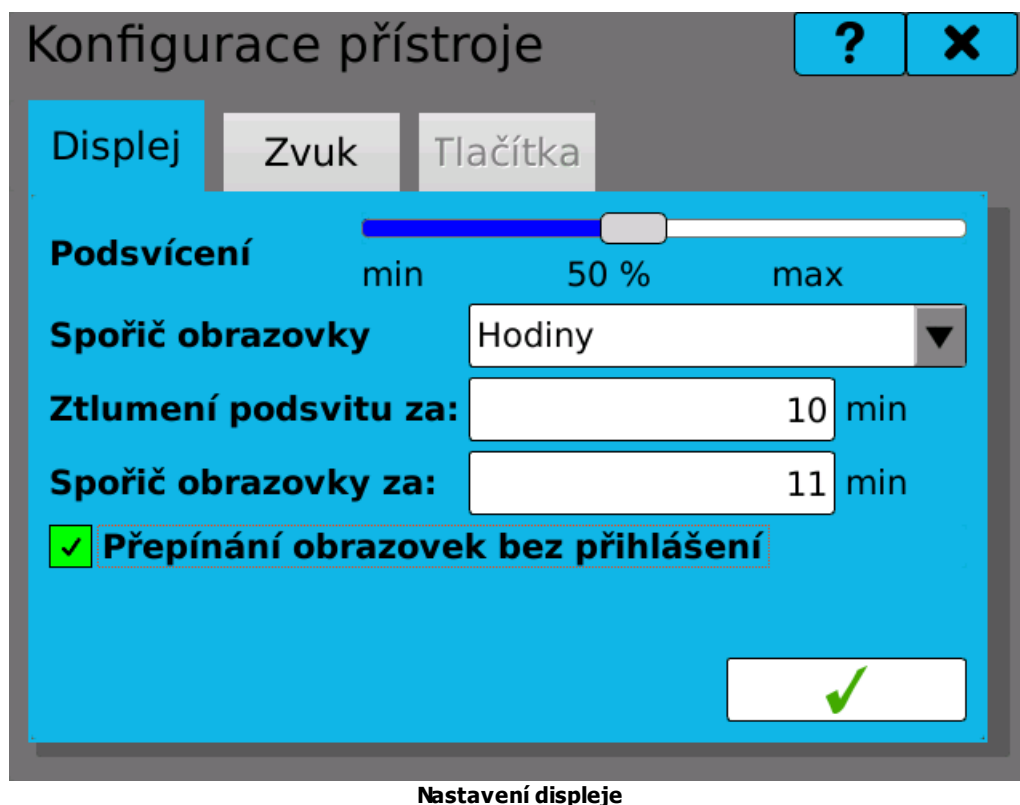 Konfigurace přístroje ?
Displej Zvuk Tlačítka
Podsvícení
min 50 % max
Spořič obrazovky Hodiny
Ztlumení podsvitu za: 10 min
Spořič obrazovky za: 11 min
Přepínání obrazovek bez přihlášení
Nastavení displeje